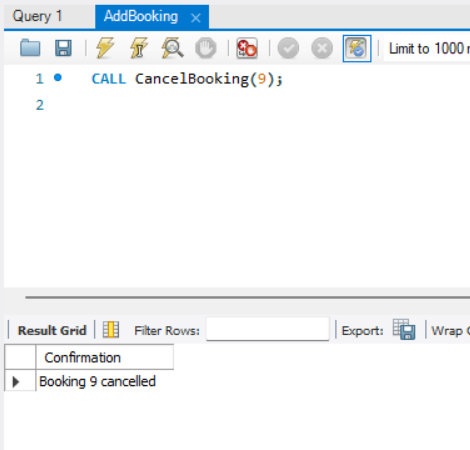 Query 1 AddBooking
Limit to 1000
1 CALL CancelBooking(9);
2
Result Grid Filter Rows: Export: Wrap
Confirmation
Booking 9 cancelled